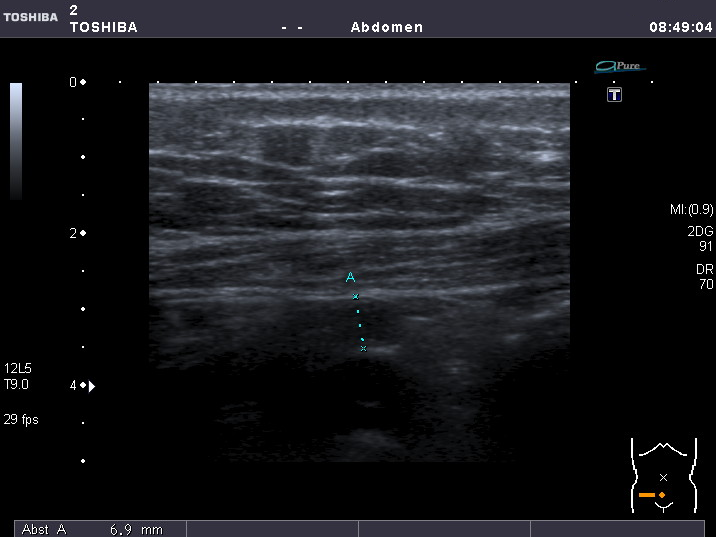 TOSHIBA
2
TOSHIBA
- -
Abdomen
08:49:04
0
Pure
T
MI:(0.9)
2DG
91
DR
70
2
A
12L5
T9.0
4
29 fps
Abst A 6.9 mm